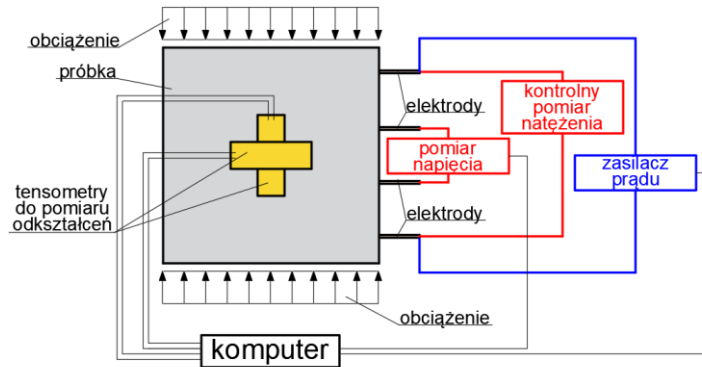 obciążenie
próbka
elektrody
kontrolny
pomiar
natężenia
pomiar
napięcia
zasilacz
prądu
tensometry
do pomiaru
odkształceń
elektrody
obciążenie
komputer